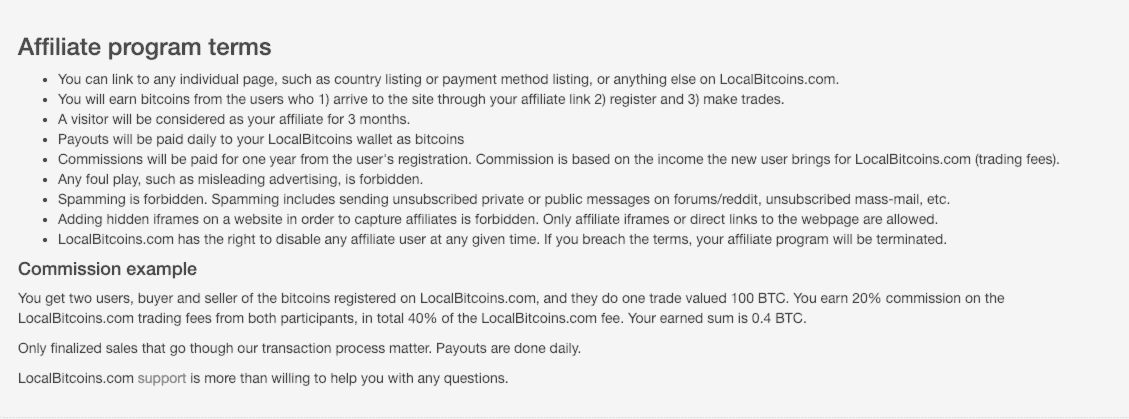 Affiliate program terms
• You can link to any individual page, such as country listing or payment method listing, or anything else on LocalBitcoins.com.
• You will earn bitcoins from the users who 1) arrive to the site through your affiliate link 2) register and 3) make trades.
• A visitor will be considered as your affiliate for 3 months.
• Payouts will be paid daily to your LocalBitcoins wallet as bitcoins
• Commissions will be paid for one year from the user's registration. Commission is based on the income the new user brings for LocalBitcoins.com (trading fees).
• Any foul play, such as misleading advertising, is forbidden.
• Spamming is forbidden. Spamming includes sending unsubscribed private or public messages on forums/reddit, unsubscribed mass-mail, etc.
• Adding hidden iframes on a website in order to capture affiliates is forbidden. Only affiliate iframes or direct links to the webpage are allowed.
• LocalBitcoins.com has the right to disable any affiliate user at any given time. If you breach the terms, your affiliate program will be terminated.
Commission example
You get two users, buyer and seller of the bitcoins registered on LocalBitcoins.com, and they do one trade valued 100 BTC. You earn 20% commission on the
LocalBitcoins.com trading fees from both participants, in total 40% of the LocalBitcoins.com fee. Your earned sum is 0.4 BTC.
Only finalized sales that go though our transaction process matter. Payouts are done daily.
LocalBitcoins.com support is more than willing to help you with any questions.